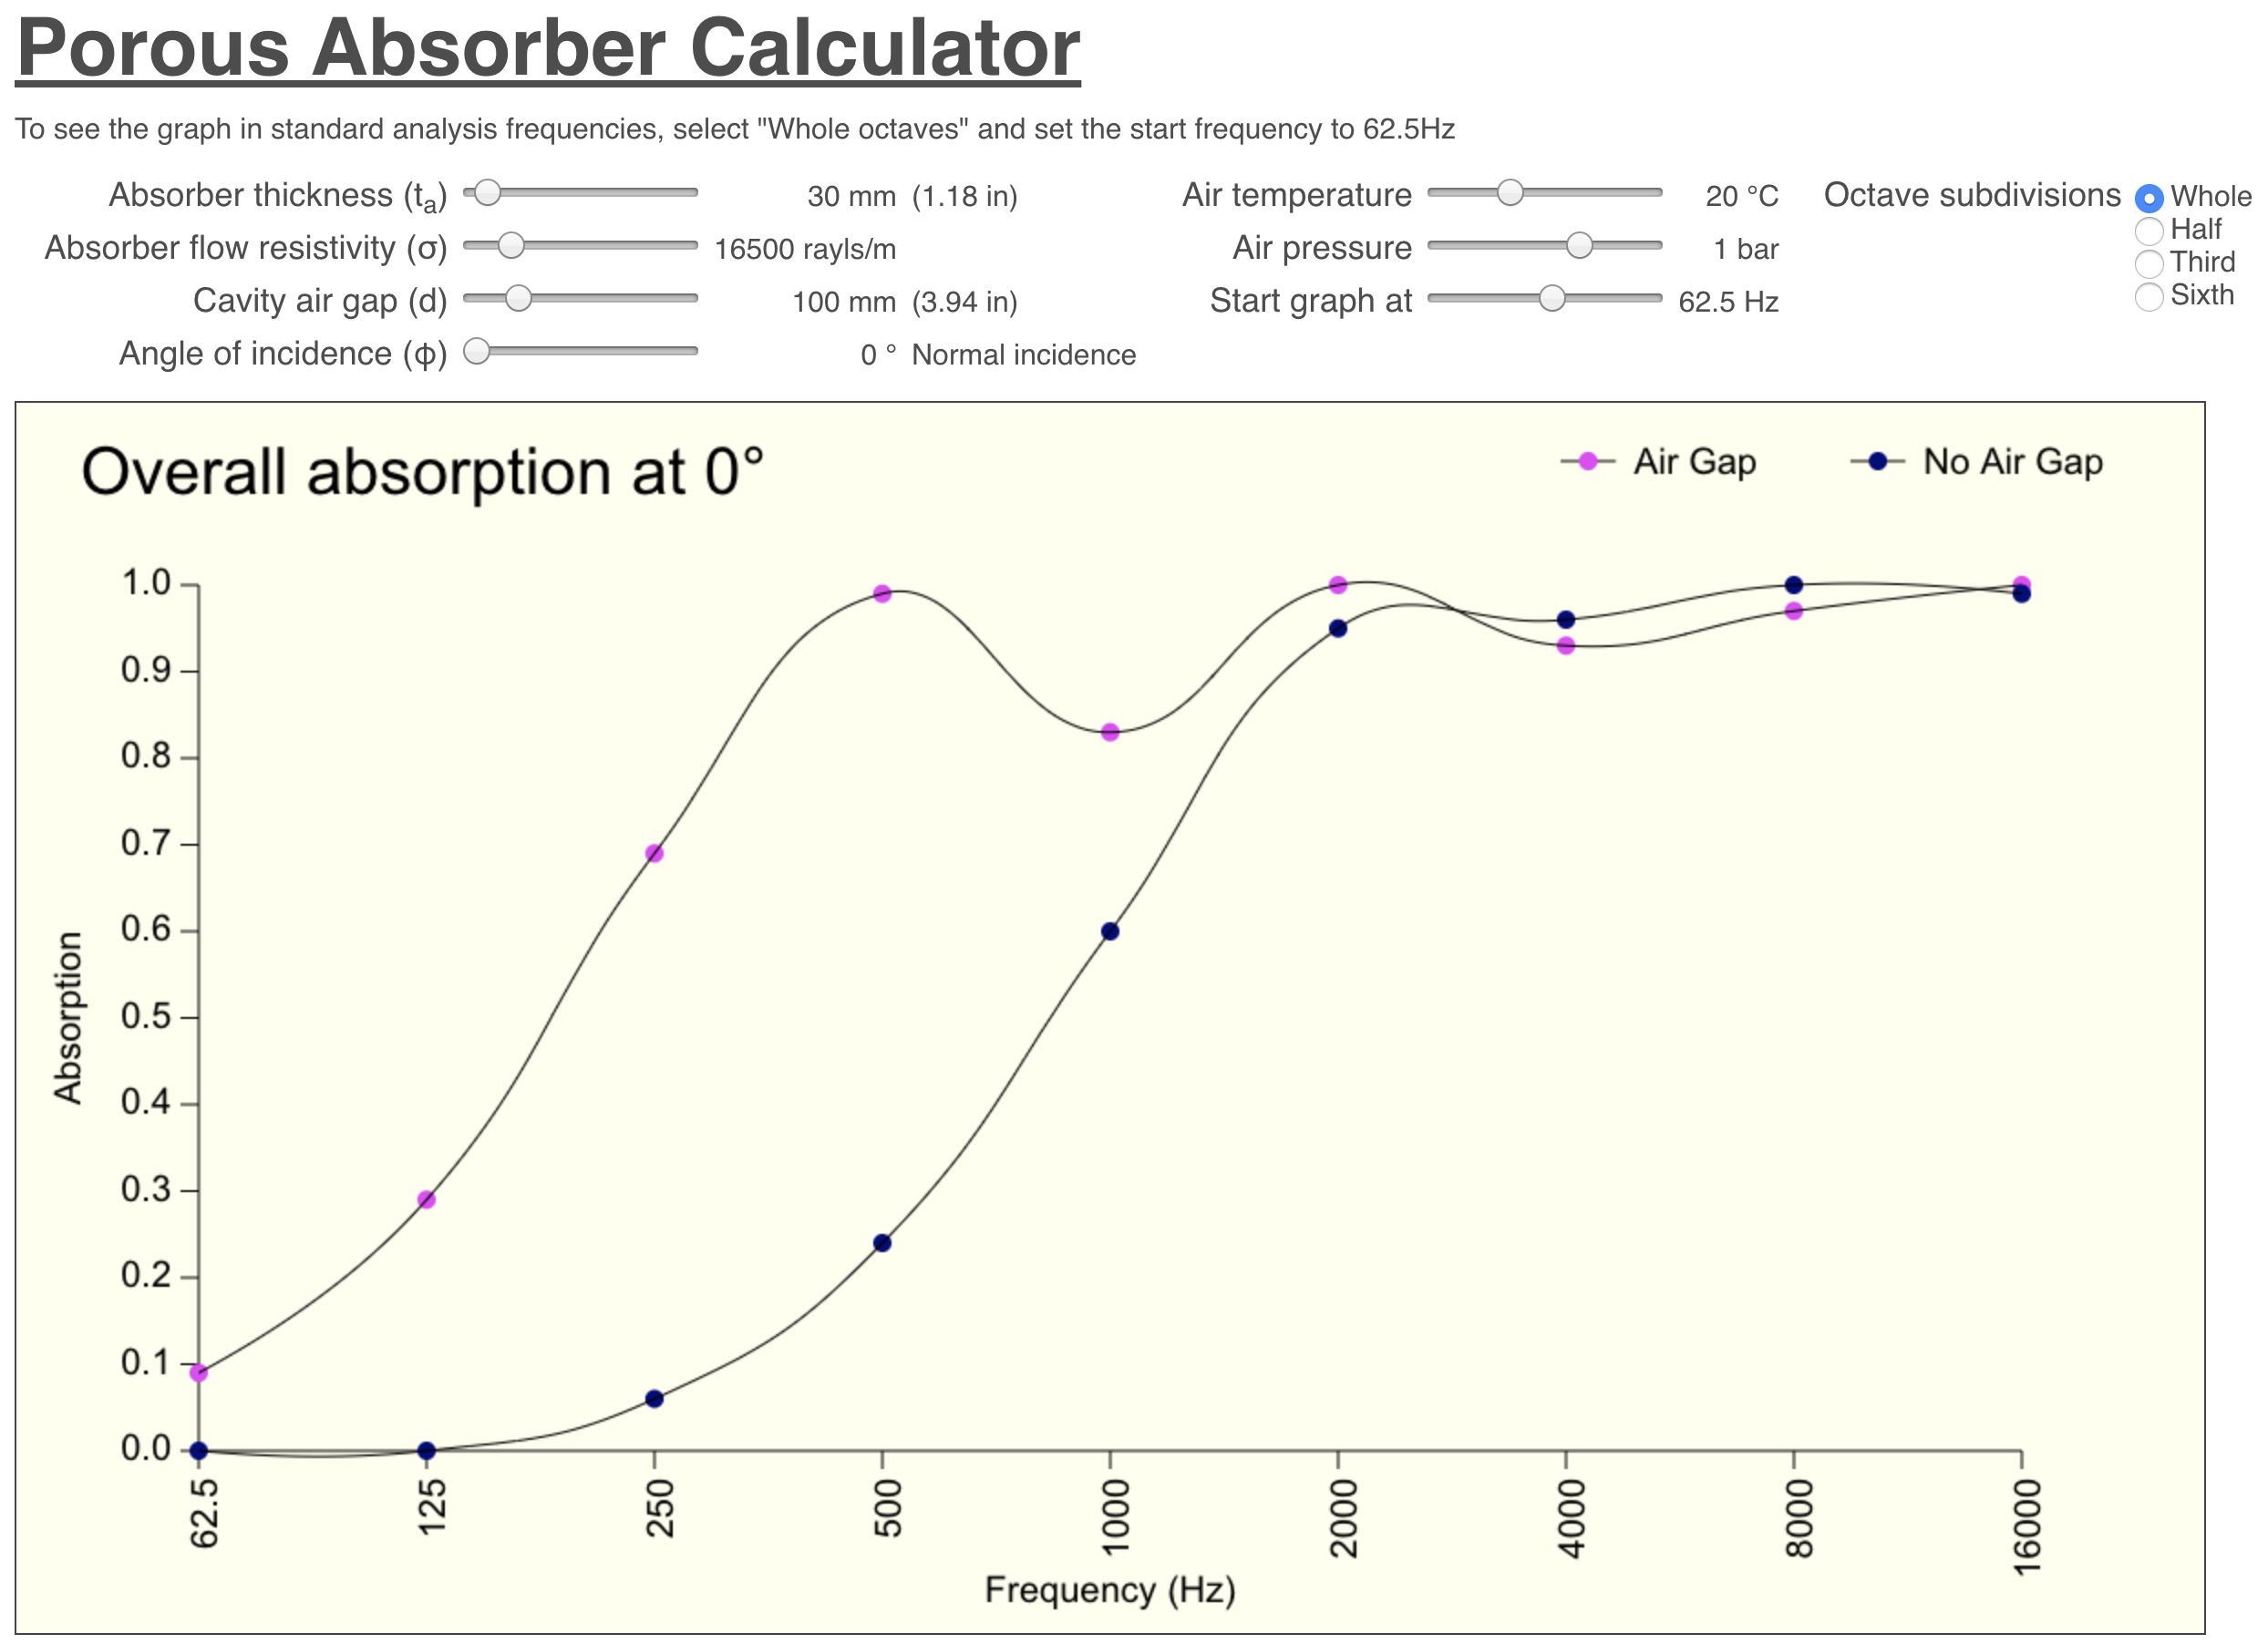 Porous Absorber Calculator
To see the graph in standard analysis frequencies, select "Whole octaves" and set the start frequency to 62.5Hz
Absorber thickness (ta) 30 mm (1.18 in)
Absorber flow resistivity (σ) 16500 rayls/m
Cavity air gap (d) 100 mm (3.94 in)
Angle of incidence (ϕ) 0 ° Normal incidence
Air temperature 20 °C
Air pressure 1 bar
Start graph at 62.5 Hz
Octave subdivisions Whole
Half
Third
Sixth
Overall absorption at 0°
Air Gap No Air Gap
1.0
0.9
0.8
0.7
0.6
0.5
0.4
0.3
0.2
0.1
0.0
Absorption
62.5 125 250 500 1000 2000 4000 8000 16000
Frequency (Hz)